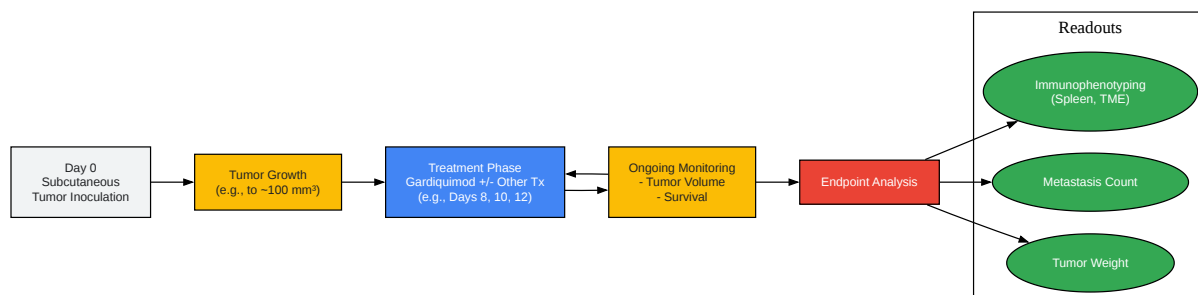 Day 0
Subcutaneous
Tumor Inoculation
Tumor Growth
(e.g., to ~100 mm³)
Treatment Phase
Gardiquimod +/- Other Tx
(e.g., Days 8, 10, 12)
Ongoing Monitoring
- Tumor Volume
- Survival
Endpoint Analysis
Readouts
Immunophenotyping
(Spleen, TME)
Metastasis Count
Tumor Weight